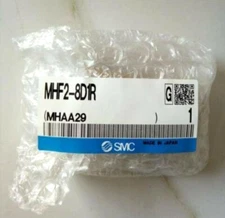 MHF2-8D1R
G
(MHAA29 )
1
SMC
MADE IN JAPAN